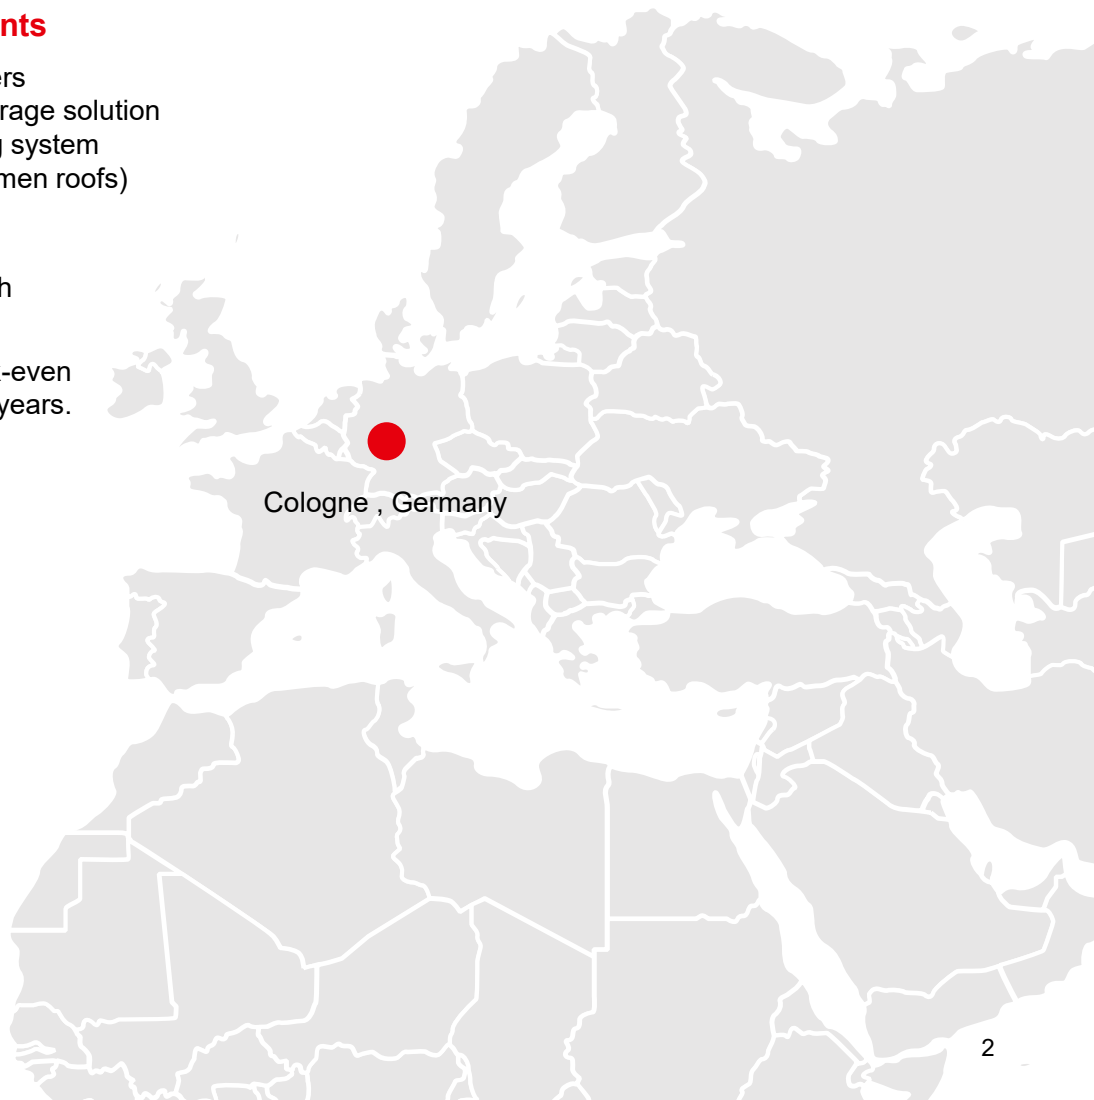 nts
ers
rage solution
g system
men roofs)
h
-even
years.
Cologne , Germany
2